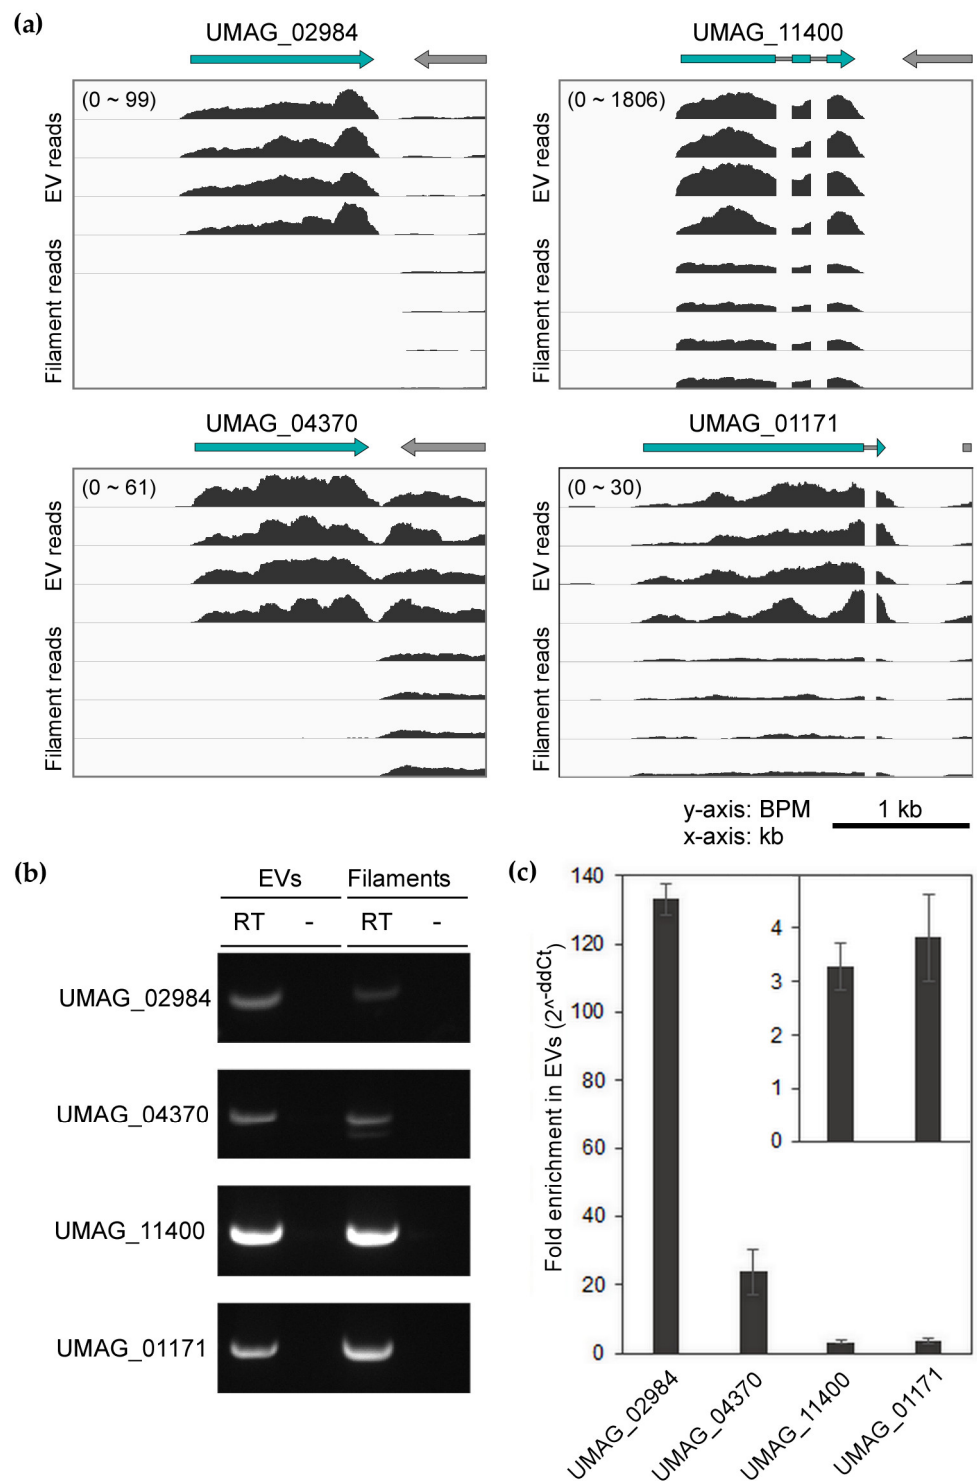 (a)
UMAG_02984
(0 ~ 99)
EV reads
Filament reads
UMAG_11400
(0 ~ 1806)
EV reads
Filament reads
UMAG_04370
(0 ~ 61)
EV reads
Filament reads
UMAG_01171
(0 ~ 30)
EV reads
Filament reads
y-axis: BPM
x-axis: kb
1 kb
(b)
EVs Filaments
RT - RT -
UMAG_02984
UMAG_04370
UMAG_11400
UMAG_01171
(c)
Fold enrichment in EVs (2^-ddCt)
140
120
100
80
60
40
20
0
4
3
2
1
0
UMAG_02984
UMAG_04370
UMAG_11400
UMAG_01171